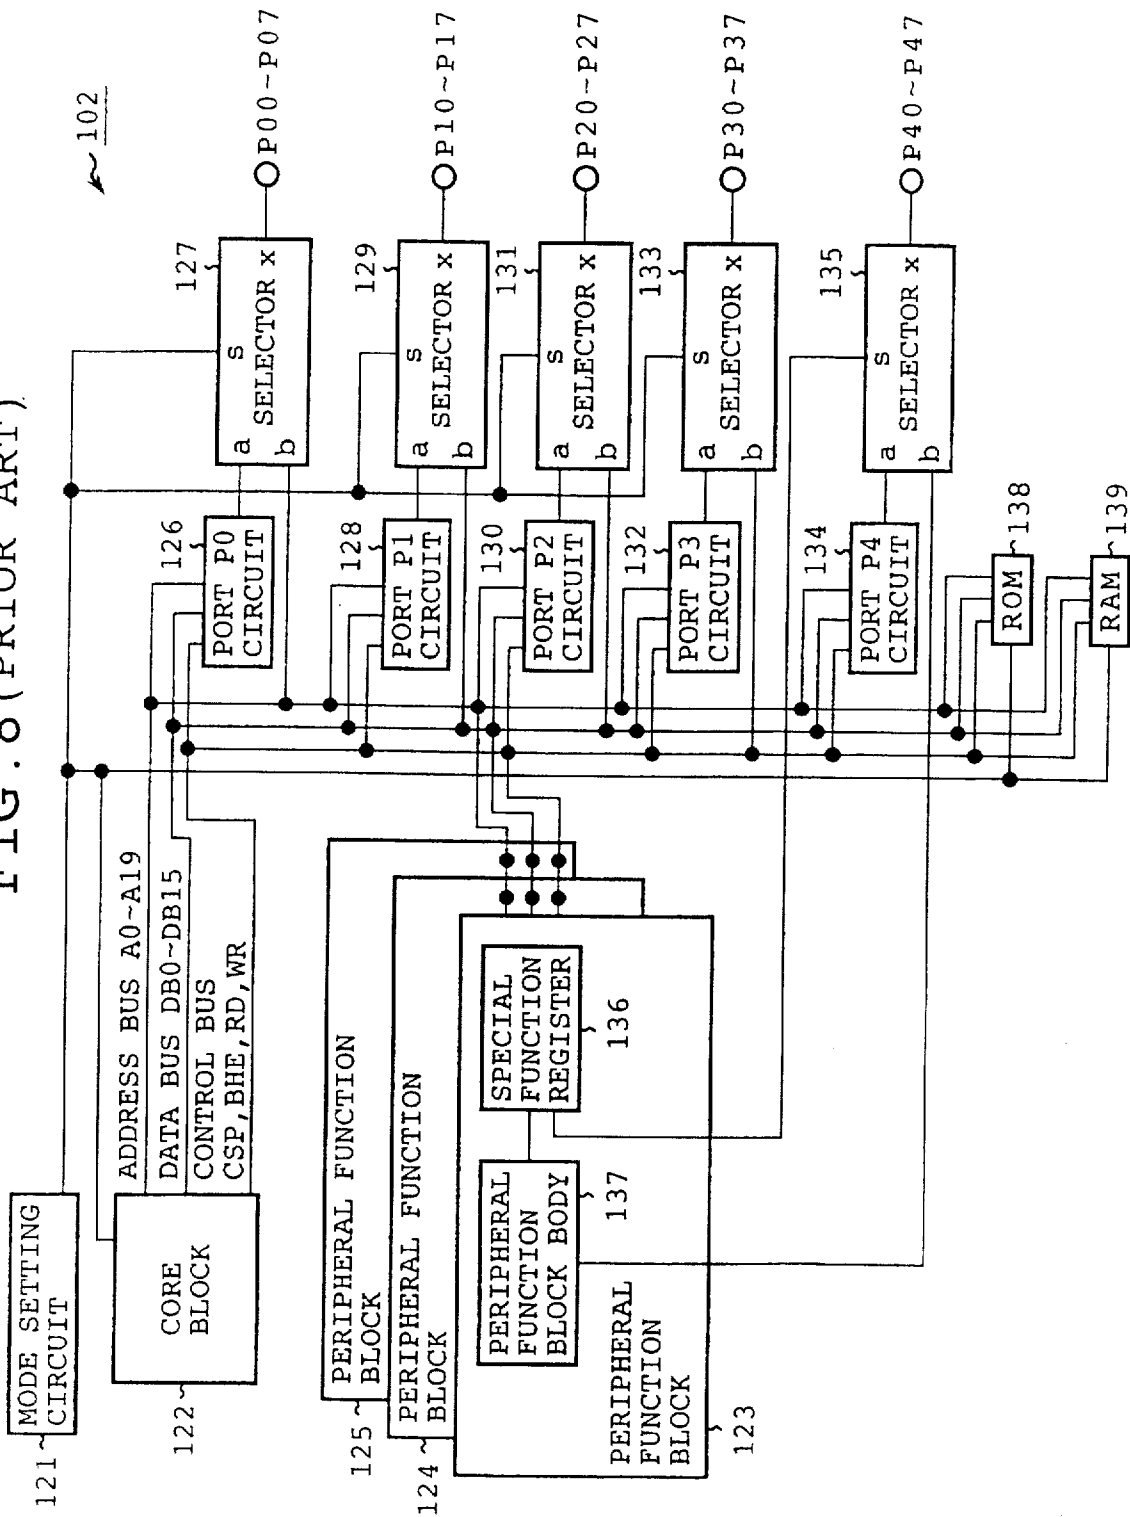 FIG.8(PRIOR ART)
102
121
MODE SETTING
CIRCUIT
122
CORE
BLOCK
ADDRESS BUS A0~A19
DATA BUS DB0~DB15
CONTROL BUS
CSP,BHE,RD,WR
125
PERIPHERAL FUNCTION
BLOCK
124
PERIPHERAL FUNCTION
BLOCK
123
PERIPHERAL
FUNCTION
BLOCK
PERIPHERAL
FUNCTION
BLOCK BODY
137
SPECIAL
FUNCTION
REGISTER
136
126
PORT P0
CIRCUIT
127
a
s
b
SELECTOR x
P00~P07
128
PORT P1
CIRCUIT
129
a
s
b
SELECTOR x
P10~P17
130
PORT P2
CIRCUIT
131
a
s
b
SELECTOR x
P20~P27
132
PORT P3
CIRCUIT
133
a
s
b
SELECTOR x
P30~P37
134
PORT P4
CIRCUIT
135
a
s
b
SELECTOR x
P40~P47
ROM
138
RAM
139